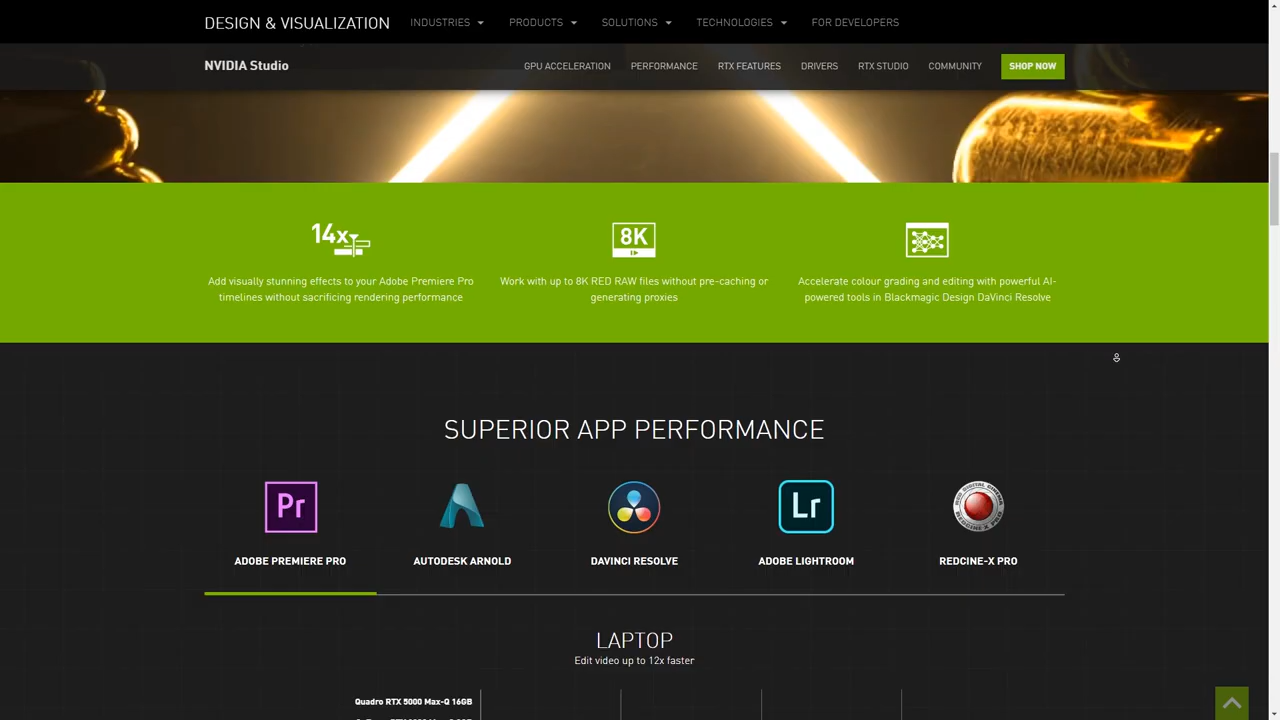 DESIGN & VISUALIZATION INDUSTRIES PRODUCTS SOLUTIONS TECHNOLOGIES FOR DEVELOPERS
NVIDIA Studio GPU ACCELERATION PERFORMANCE RTX FEATURES DRIVERS RTX STUDIO COMMUNITY SHOP NOW
14x
Add visually stunning effects to your Adobe Premiere Pro
timelines without sacrificing rendering performance
8K
Work with up to 8K RED RAW files without pre-caching or
generating proxies
Accelerate colour grading and editing with powerful AI-
powered tools in Blackmagic Design DaVinci Resolve
SUPERIOR APP PERFORMANCE
Pr
Lr
ADOBE PREMIERE PRO AUTODESK ARNOLD DAVINCI RESOLVE ADOBE LIGHTROOM REDCINE-X PRO
LAPTOP
Edit video up to 12x faster
Quadro RTX 5000 Max-Q 16GB